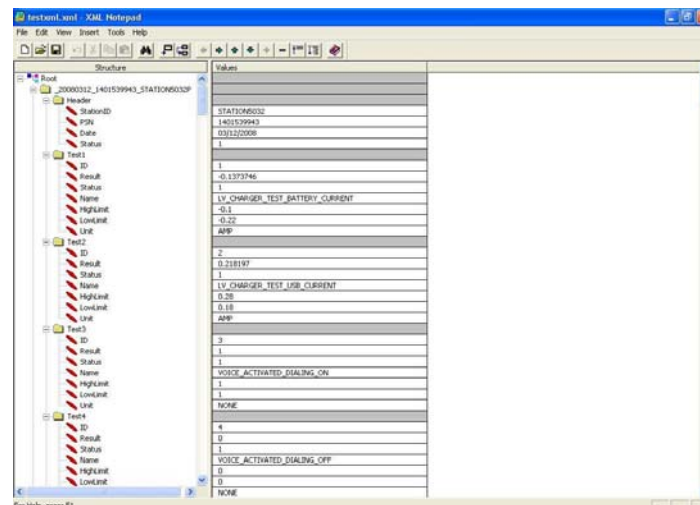 testxml.xml - XML Notepad
File Edit View Insert Tools Help
Structure Values
Root
_20080312_1401539943_STATION5032P
Header
StationID STATION5032
PSN 1401539943
Date 03/12/2008
Status 1
Test1
ID 1
Result -0.1373746
Status 1
Name LV_CHARGER_TEST_BATTERY_CURRENT
HighLimit -0.1
LowLimit -0.22
Unit AMP
Test2
ID 2
Result 0.218197
Status 1
Name LV_CHARGER_TEST_USB_CURRENT
HighLimit 0.28
LowLimit 0.18
Unit AMP
Test3
ID 3
Result 1
Status 1
Name VOICE_ACTIVATED_DIALING_ON
HighLimit 1
LowLimit 1
Unit NONE
Test4
ID 4
Result 0
Status 1
Name VOICE_ACTIVATED_DIALING_OFF
HighLimit 0
LowLimit 0
NONE
For Help, press F1